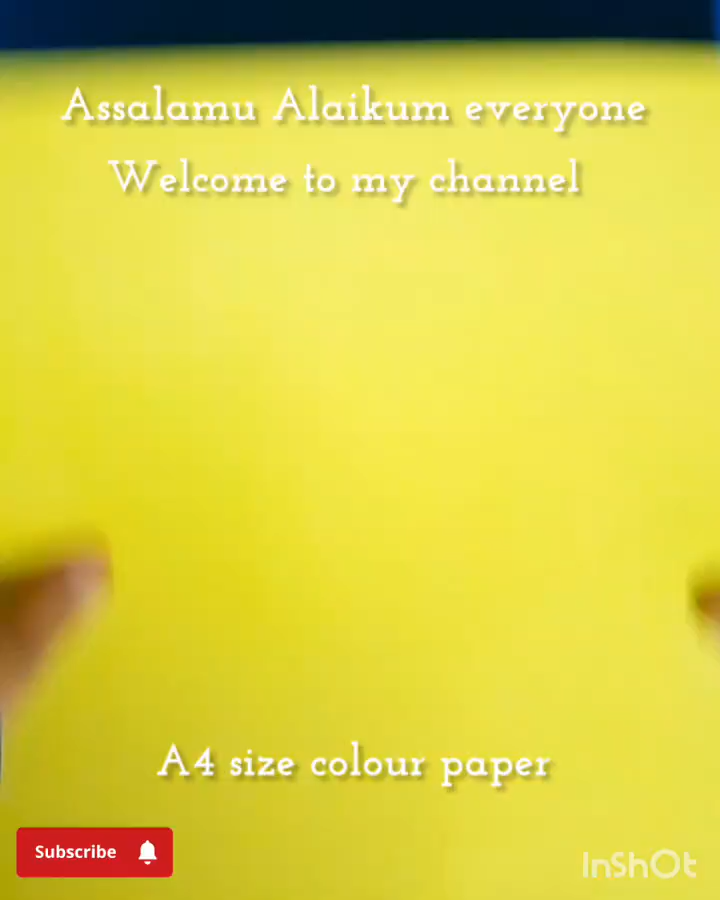 Assalamu Alaikum everyone
Welcome to my channel
A4 size colour paper
Subscribe
InShOt